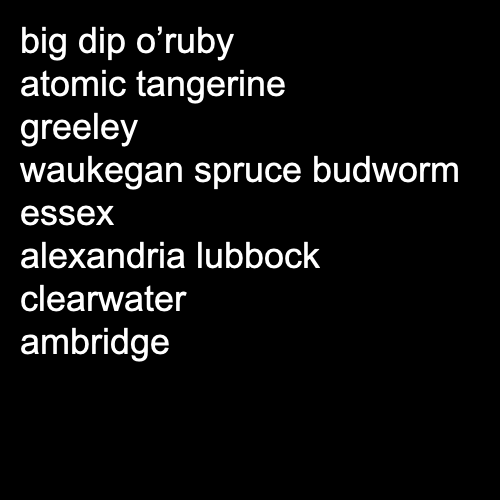 big dip o’ruby
atomic tangerine
greeley
waukegan spruce budworm
essex
alexandria lubbock
clearwater
ambridge